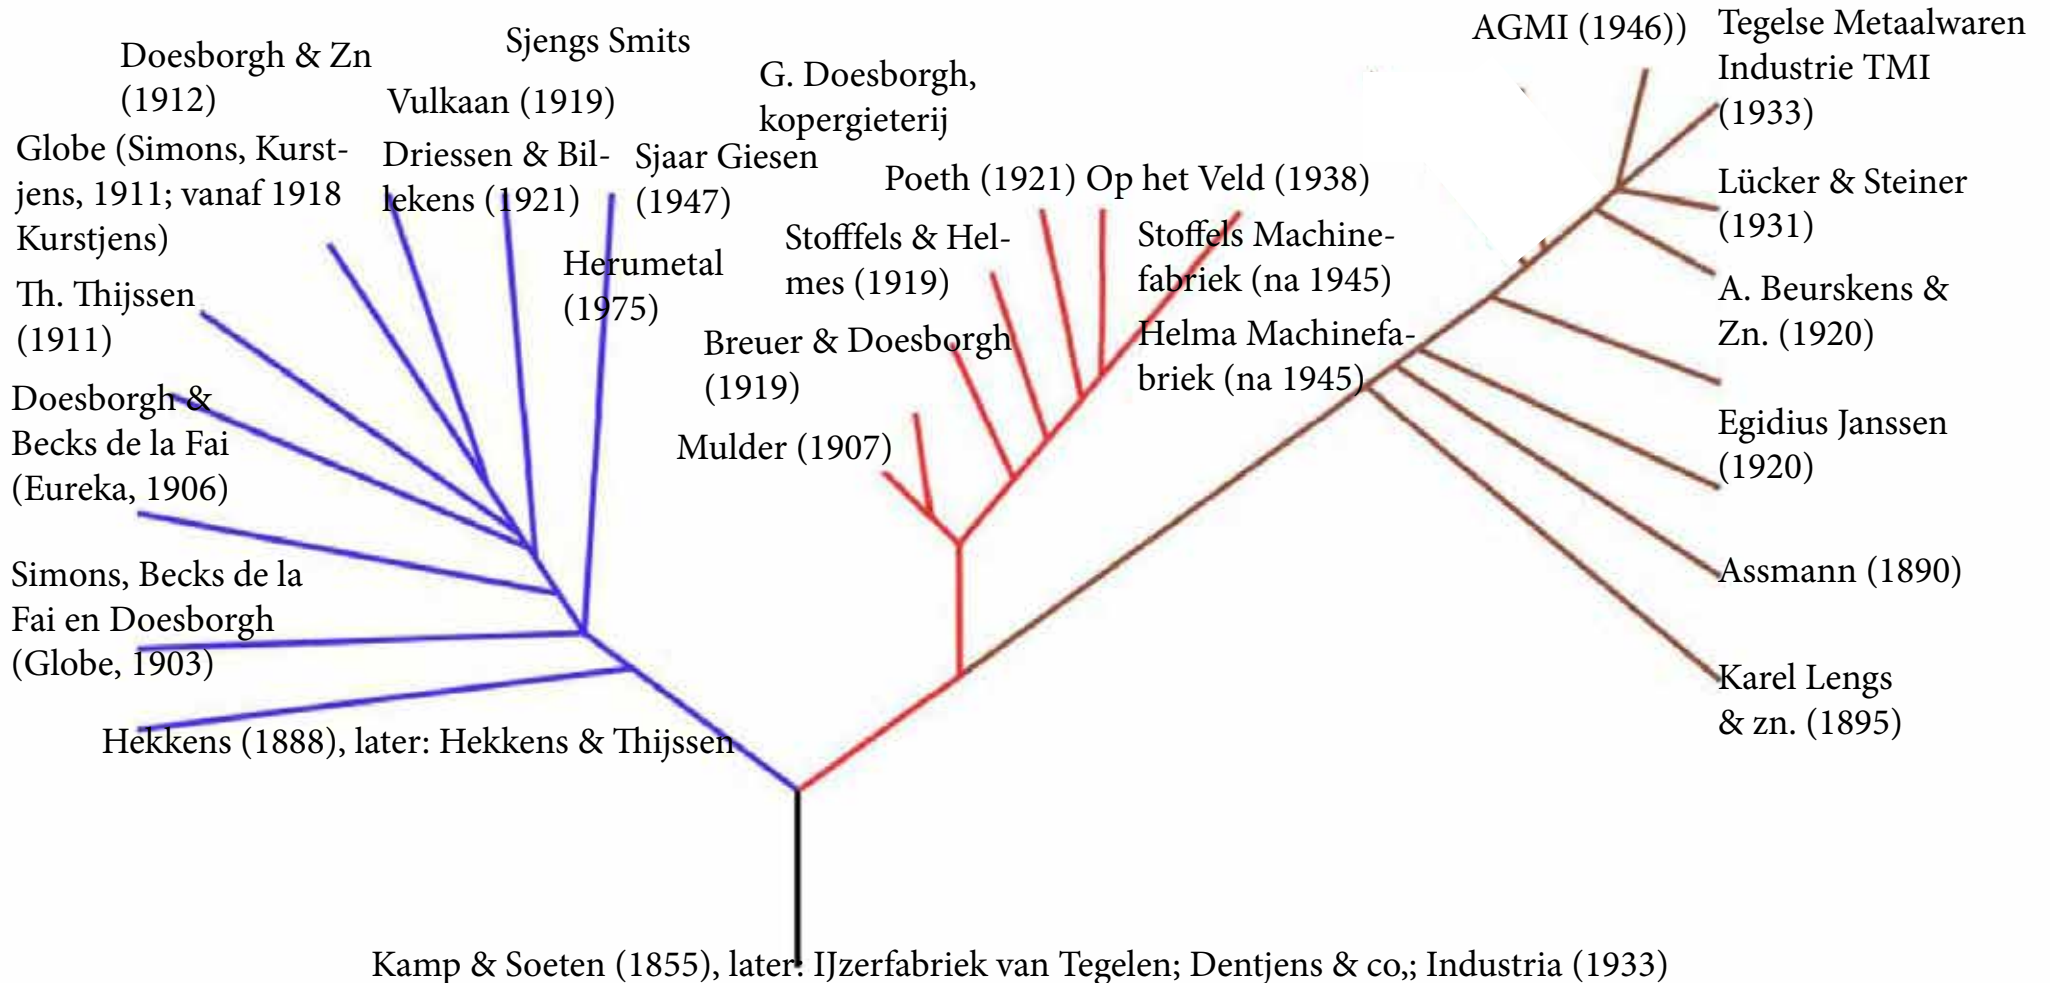 Doesborgh & Zn
(1912)
Sjengs Smits
Vulkaan (1919)
G. Doesborgh,
kopergieterij
AGMI (1946))
Tegelse Metaalwaren
Industrie TMI
(1933)
Globe (Simons, Kurst-
jens, 1911; vanaf 1918
Kurstjens)
Driessen & Bil-
lekens (1921)
Sjaar Giesen
(1947)
Poeth (1921)
Op het Veld (1938)
Lücker & Steiner
(1931)
Th. Thijssen
(1911)
Herumetal
(1975)
Stofffels & Hel-
mes (1919)
Stoffels Machine-
fabriek (na 1945)
A. Beurskens &
Zn. (1920)
Breuer & Doesborgh
(1919)
Helma Machinefa-
briek (na 1945)
Doesborgh &
Becks de la Fai
(Eureka, 1906)
Mulder (1907)
Egidius Janssen
(1920)
Simons, Becks de la
Fai en Doesborgh
(Globe, 1903)
Assmann (1890)
Karel Lengs
& zn. (1895)
Hekkens (1888), later: Hekkens & Thijssen
Kamp & Soeten (1855), later: IJzerfabriek van Tegelen; Dentjens & co,; Industria (1933)